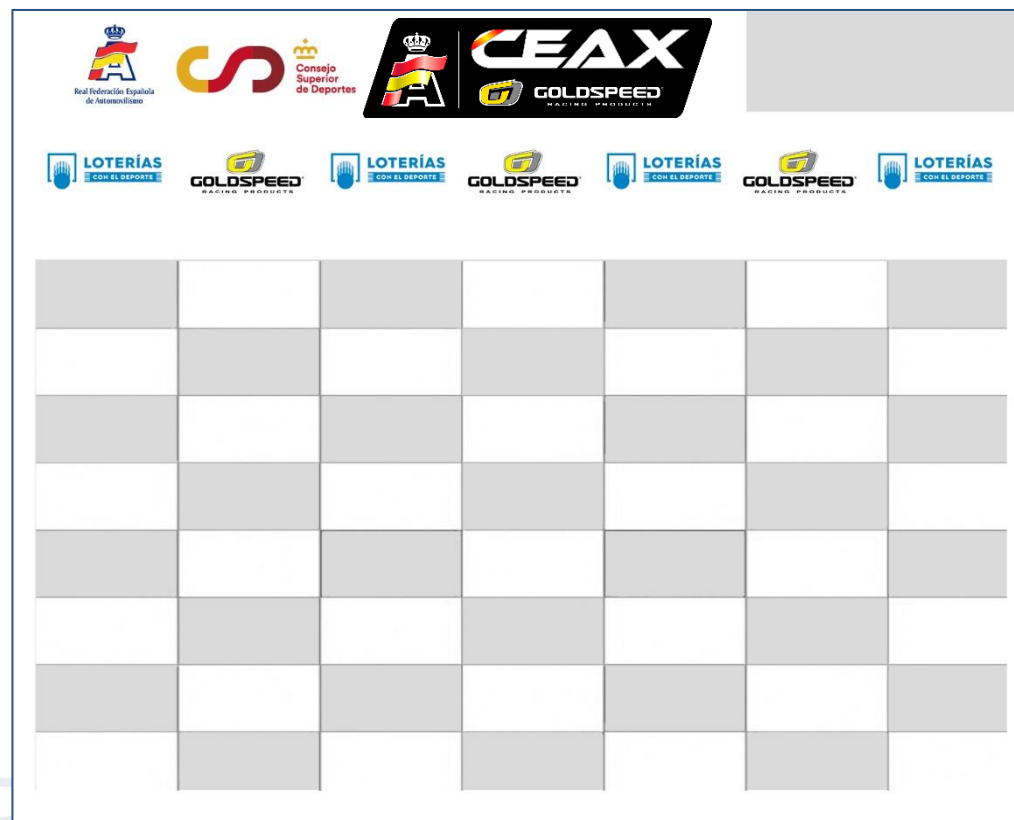 Real Federación Española
de Automovilismo
Consejo
Superior
de Deportes
CEAX
GOLDSPEED
RACING PRODUCTS
LOTERÍAS
CON EL DEPORTE
GOLDSPEED
RACING PRODUCTS
LOTERÍAS
CON EL DEPORTE
GOLDSPEED
RACING PRODUCTS
LOTERÍAS
CON EL DEPORTE
GOLDSPEED
RACING PRODUCTS
LOTERÍAS
CON EL DEPORTE